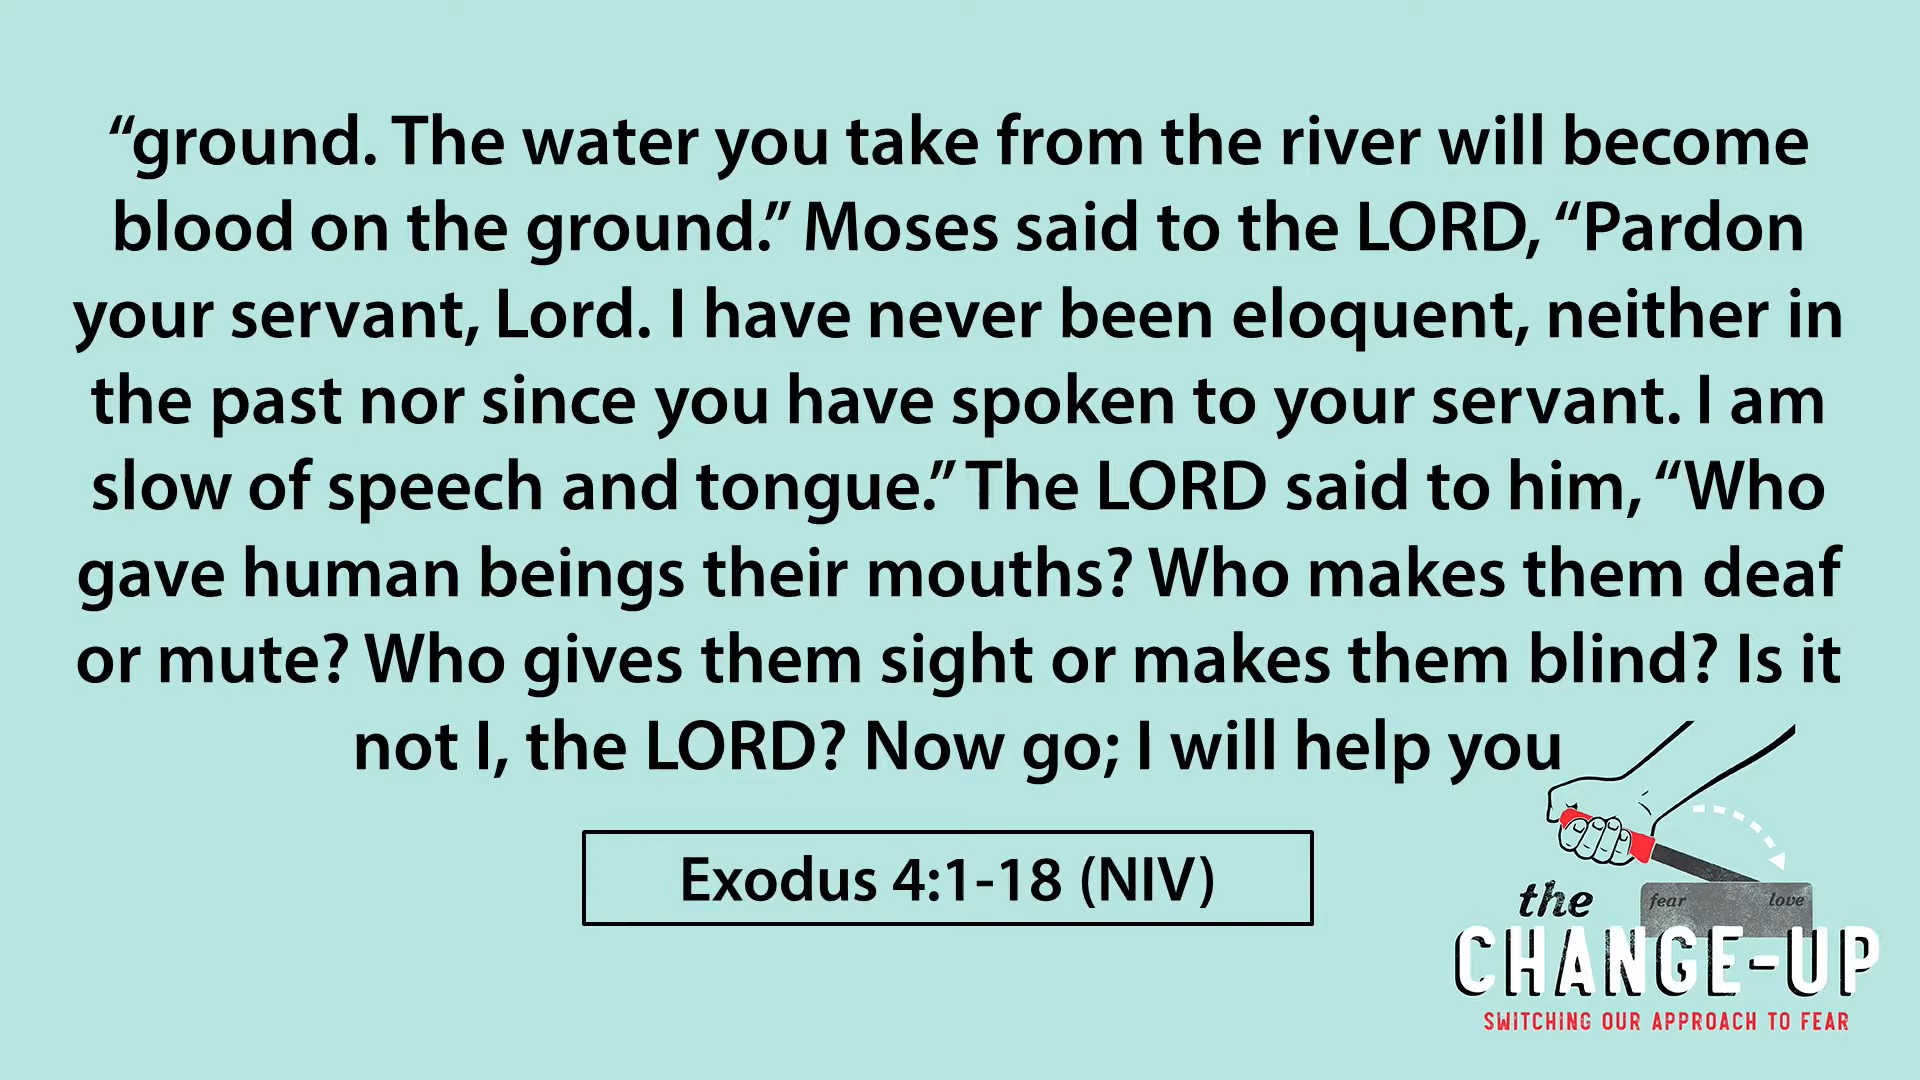 “ground. The water you take from the river will become
blood on the ground.” Moses said to the LORD, “Pardon
your servant, Lord. I have never been eloquent, neither in
the past nor since you have spoken to your servant. I am
slow of speech and tongue.” The LORD said to him, “Who
gave human beings their mouths? Who makes them deaf
or mute? Who gives them sight or makes them blind? Is it
not I, the LORD? Now go; I will help you
Exodus 4:1-18 (NIV)
the
fear love
CHANGE-UP
SWITCHING OUR APPROACH TO FEAR